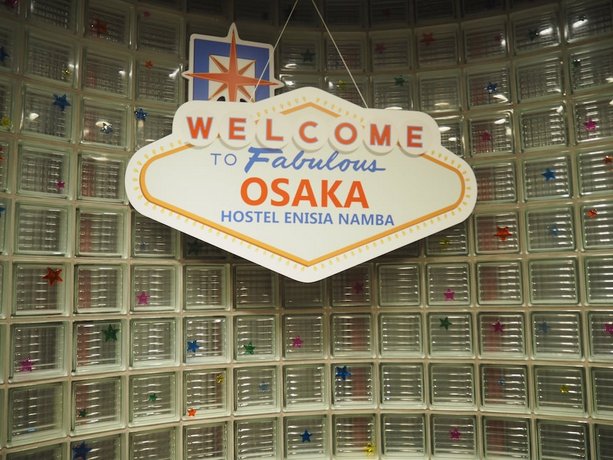 WELCOME
TO Fabulous
OSAKA
HOSTEL ENISIA NAMBA